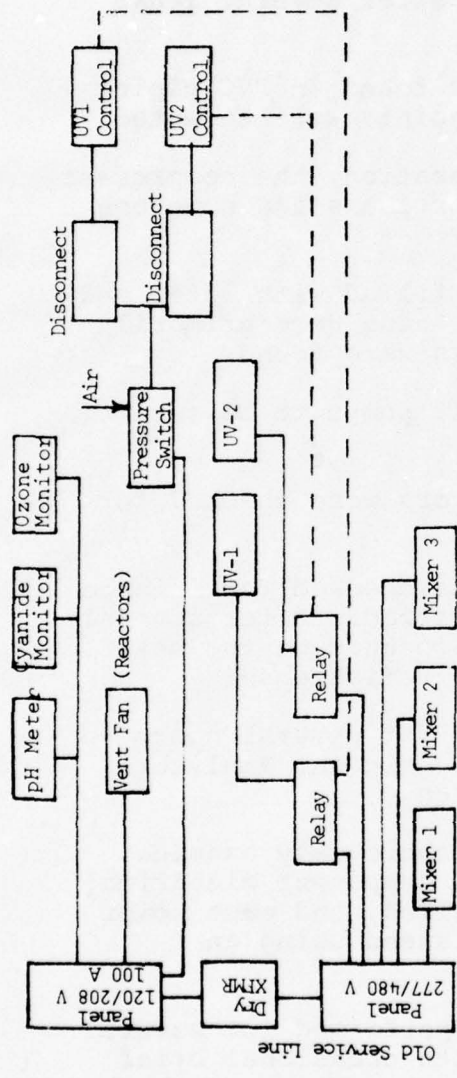 UV1
Control
UV2
Control
Disconnect
Disconnect
Air
Pressure
Switch
Ozone
Monitor
Cyanide
Monitor
pH Meter
Vent Fan
(Reactors)
UV-1
UV-2
Relay
Relay
Mixer 1
Mixer 2
Mixer 3
Panel
120/208 V
100 A
Dry
XFMR
Panel
277/480 V
Old Service Line